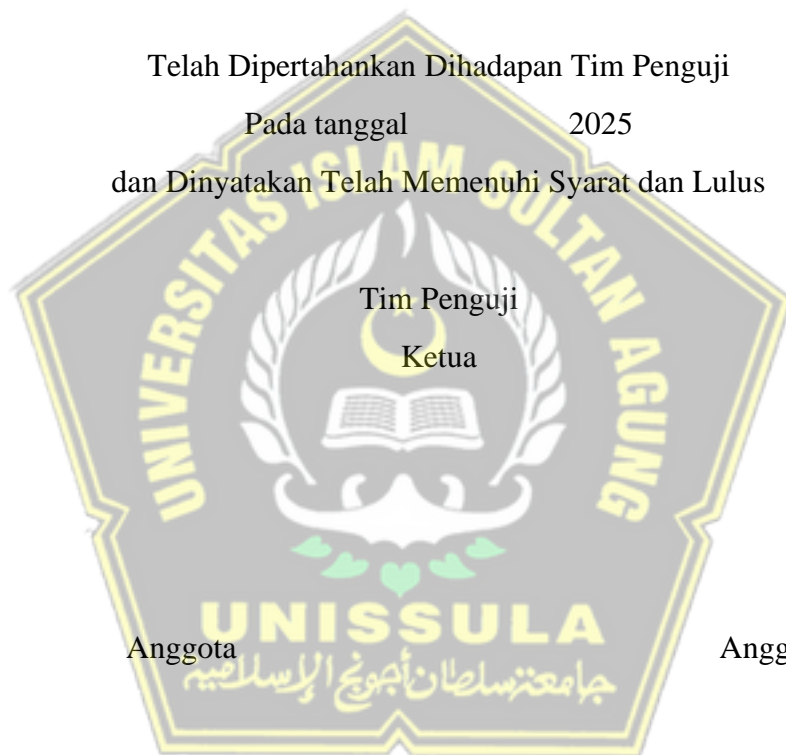 Telah Dipertahankan Dihadapan Tim Penguji
Pada tanggal 2025
dan Dinyatakan Telah Memenuhi Syarat dan Lulus
UNIVERSITAS ISLAM SULTAN AGUNG
Tim Penguji
Ketua
UNISSULA
Anggota Angg
جامعة سلطان أجونج الإسلامية